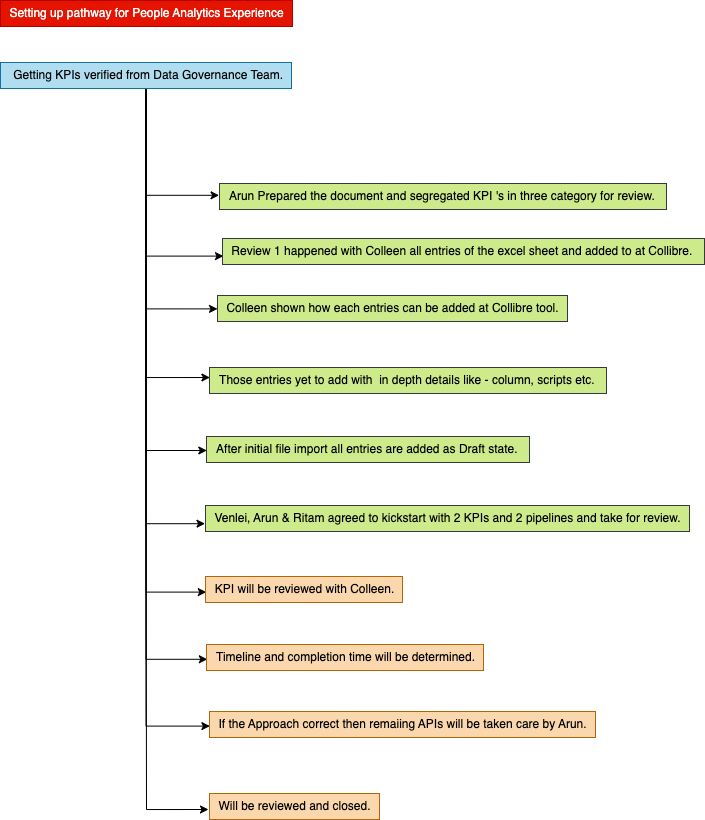 Setting up pathway for People Analytics Experience
Getting KPIs verified from Data Governance Team.
Arun Prepared the document and segregated KPI 's in three category for review.
Review 1 happened with Colleen all entries of the excel sheet and added to at Collibre.
Colleen shown how each entries can be added at Collibre tool.
Those entries yet to add with in depth details like - column, scripts etc.
After initial file import all entries are added as Draft state.
Venlei, Arun & Ritam agreed to kickstart with 2 KPIs and 2 pipelines and take for review.
KPI will be reviewed with Colleen.
Timeline and completion time will be determined.
If the Approach correct then remaiing APIs will be taken care by Arun.
Will be reviewed and closed.